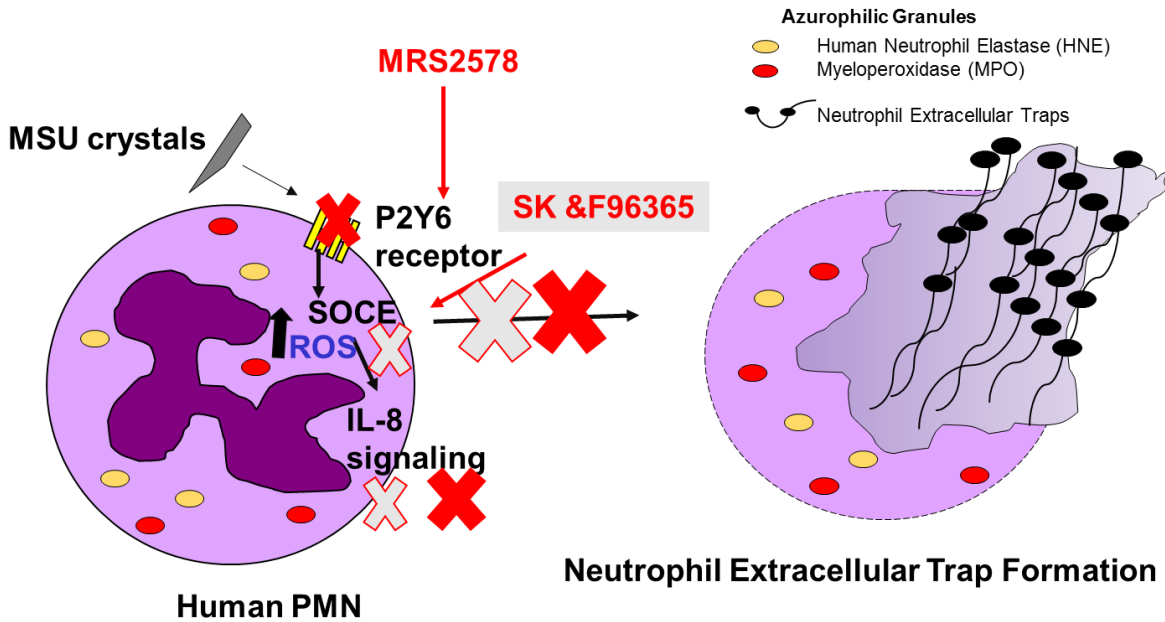 Azurophilic Granules
Human Neutrophil Elastase (HNE)
Myeloperoxidase (MPO)
Neutrophil Extracellular Traps
MRS2578
MSU crystals
P2Y6
receptor
SK &F96365
SOCE
ROS
IL-8
signaling
Human PMN
Neutrophil Extracellular Trap Formation